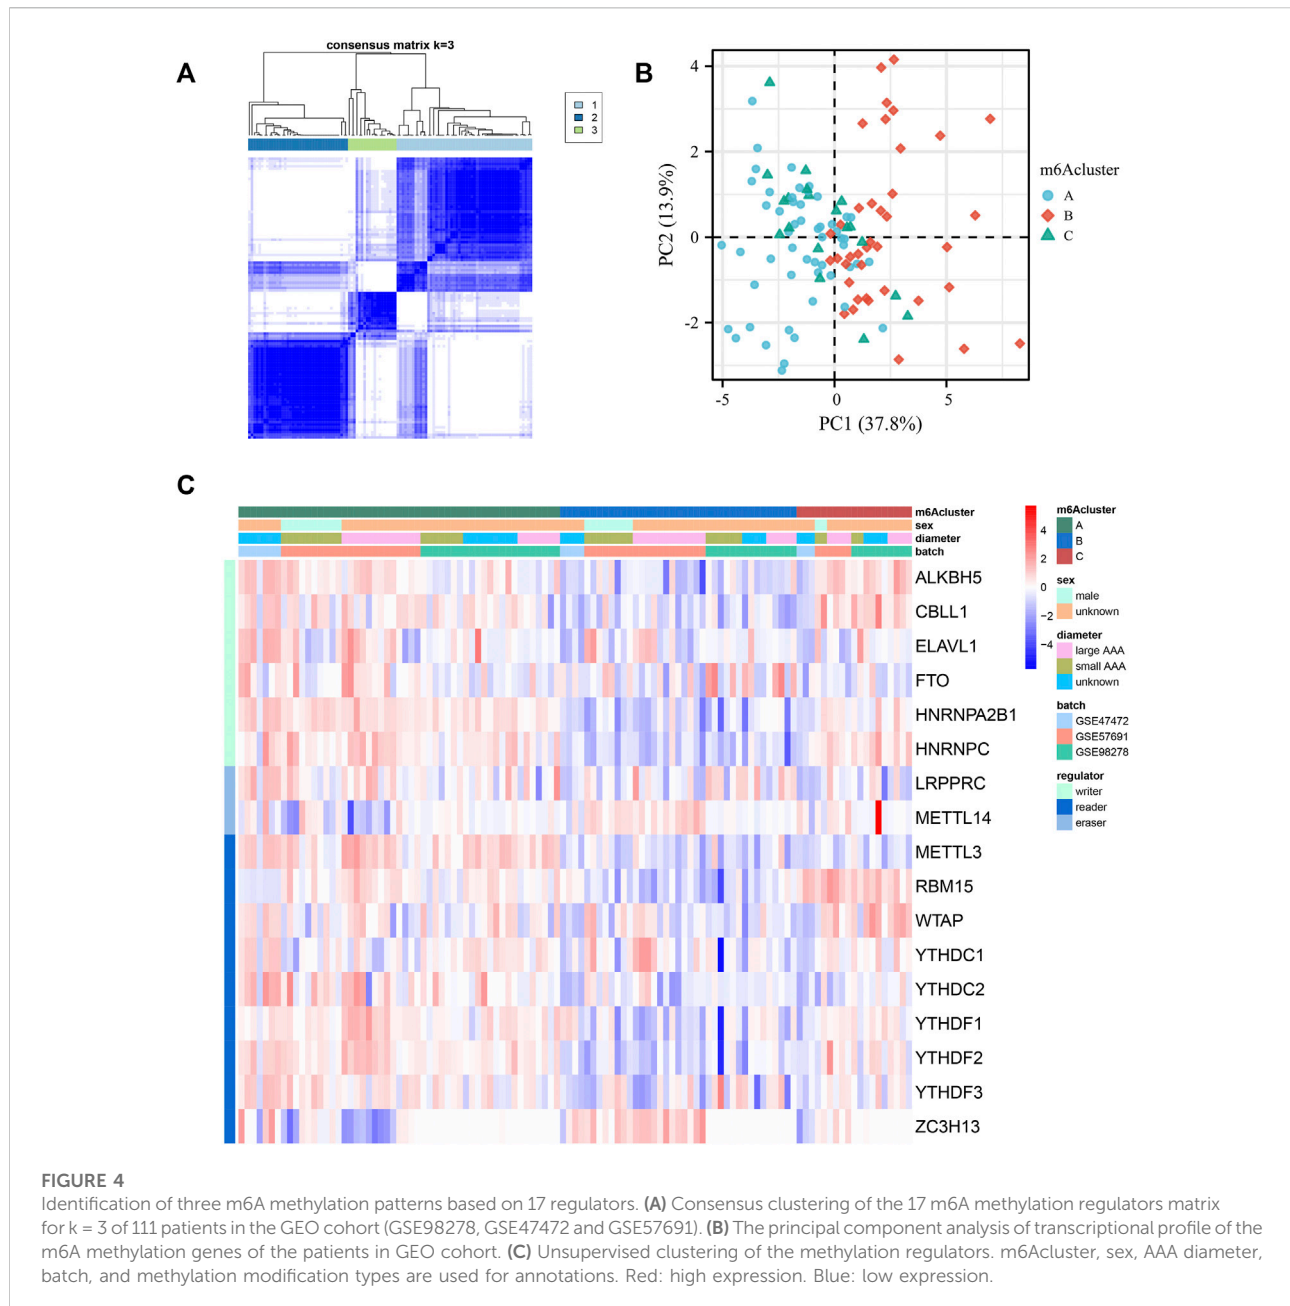 consensus matrix k=3
A
1
2
3
B
4
2
0
-2
PC2 (13.9%)
-5
0
5
PC1 (37.8%)
m6Acluster
A
B
C
C
m6Acluster
sex
diameter
batch
ALKBH5
CBLL1
ELAVL1
FTO
HNRNPA2B1
HNRNPC
LRPPRC
METTL14
METTL3
RBM15
WTAP
YTHDC1
YTHDC2
YTHDF1
YTHDF2
YTHDF3
ZC3H13
4
2
0
−2
−4
m6Acluster
A
B
C
sex
male
unknown
diameter
large AAA
small AAA
unknown
batch
GSE47472
GSE57691
GSE98278
regulator
writer
reader
eraser
FIGURE 4
Identification of three m6A methylation patterns based on 17 regulators. (A) Consensus clustering of the 17 m6A methylation regulators matrix
for k = 3 of 111 patients in the GEO cohort (GSE98278, GSE47472 and GSE57691). (B) The principal component analysis of transcriptional profile of the
m6A methylation genes of the patients in GEO cohort. (C) Unsupervised clustering of the methylation regulators. m6Acluster, sex, AAA diameter,
batch, and methylation modification types are used for annotations. Red: high expression. Blue: low expression.